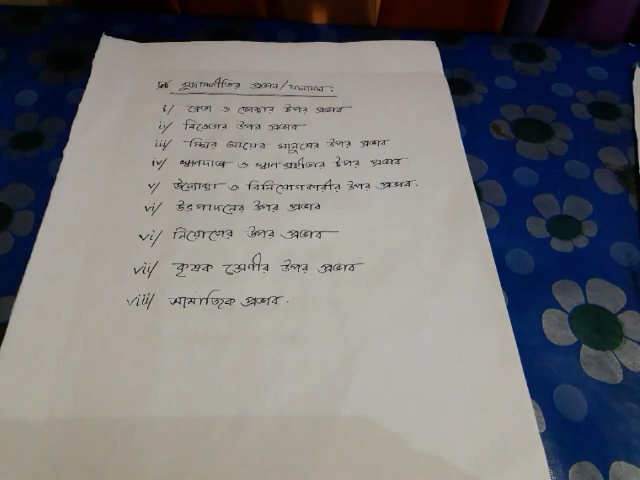 মুদ্রাস্ফীতির প্রভাব/ফলাফল:
i/ ক্রেতা ও ভোক্তার উপর প্রভাব
ii/ বিক্রেতার উপর প্রভাব
iii/ স্থির আয়ের মানুষের উপর প্রভাব
iv/ ঋণদাতা ও ঋণগ্রহীতার উপর প্রভাব.
v/ উদ্যোক্তা ও বিনিয়োগকারীর উপর প্রভাব.
vi/ উৎপাদনের উপর প্রভাব
vi/ নিয়োগের উপর প্রভাব
vii/ কৃষক শ্রেণীর উপর প্রভাব
viii/ সামাজিক প্রভাব.